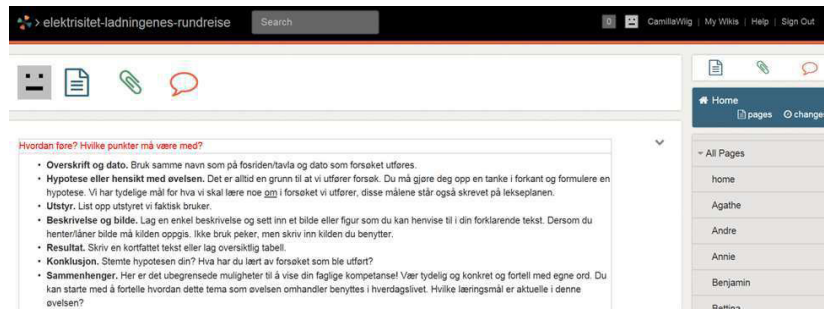 > elektrisitet-ladningenes-rundreise
Search
0
CamillaWiig | My Wikis | Help | Sign Out
Home
pages
change
All Pages
home
Agathe
Andre
Annie
Benjamin
Bettina
Hvordan føre? Hvilke punkter må være med?
• Overskrift og dato. Bruk samme navn som på fosriden/tavla og dato som forsøket utføres.
• Hypotese eller hensikt med øvelsen. Det er alltid en grunn til at vi utfører forsøk. Du må gjøre deg opp en tanke i forkant og formulere en
hypotese. Vi har tydelige mål for hva vi skal lære noe om i forsøket vi utfører, disse målene står også skrevet på lekseplanen.
• Utstyr. List opp utstyret vi faktisk bruker.
• Beskrivelse og bilde. Lag en enkel beskrivelse og sett inn et bilde eller figur som du kan henvise til i din forklarende tekst. Dersom du
henter/låner bilde må kilden oppgis. Ikke bruk peker, men skriv inn kilden du benytter.
• Resultat. Skriv en kortfattet tekst eller lag oversiktlig tabell.
• Konklusjon. Stemte hypotesen din? Hva har du lært av forsøket som ble utført?
• Sammenhenger. Her er det ubegrensede muligheter til å vise din faglige kompetanse! Vær tydelig og konkret og fortell med egne ord. Du
kan starte med å fortelle hvordan dette tema som øvelsen omhandler benyttes i hverdagslivet. Hvilke læringsmål er aktuelle i denne
øvelsen?